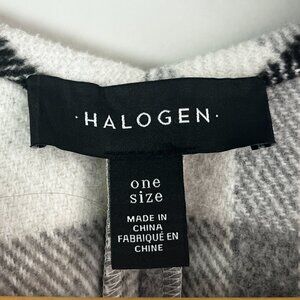 · HALOGEN ·
one
size
MADE IN
CHINA
FABRIQUÉ EN
CHINE